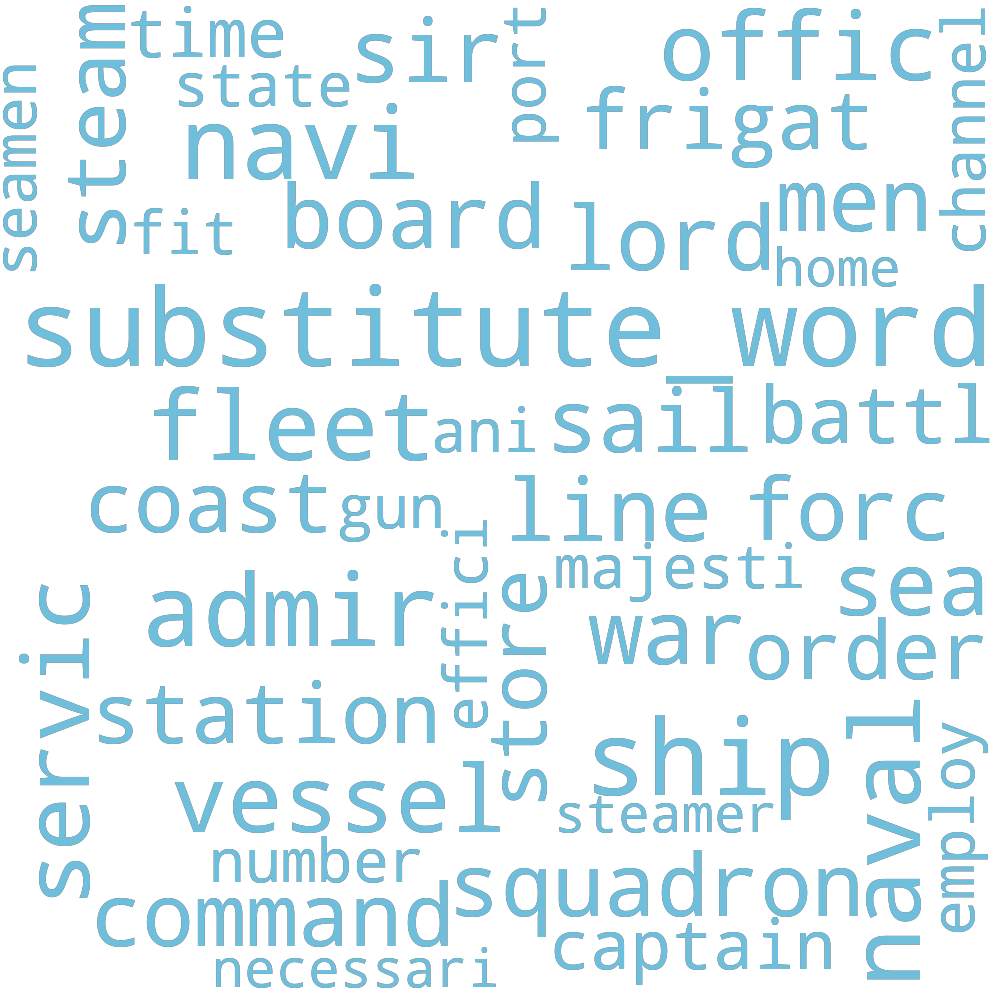 time
sir
port
offic
channel
steam
state
seamen
navi
frigat
fit
board
lord
men
home
substitute_word
fleet
ani
sail
battl
coast
gun
line
forc
majesti
sea
admir
effici
store
war
order
servic
station
ship
naval
vessel
steamer
employ
number
squadron
command
captain
necessari